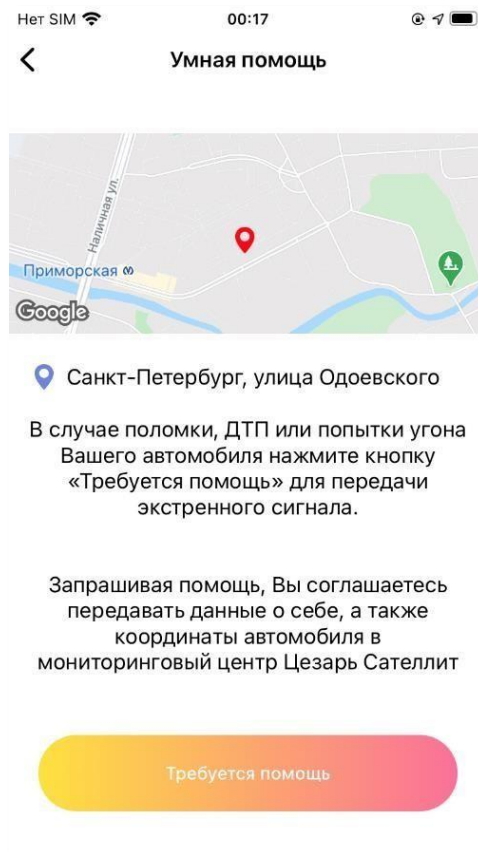 Нет SIM 00:17
Умная помощь
Наличная ул.
Приморская
Google
Санкт-Петербург, улица Одоевского
В случае поломки, ДТП или попытки угона
Вашего автомобиля нажмите кнопку
«Требуется помощь» для передачи
экстренного сигнала.
Запрашивая помощь, Вы соглашаетесь
передавать данные о себе, а также
координаты автомобиля в
мониторинговый центр Цезарь Сателлит
Требуется помощь